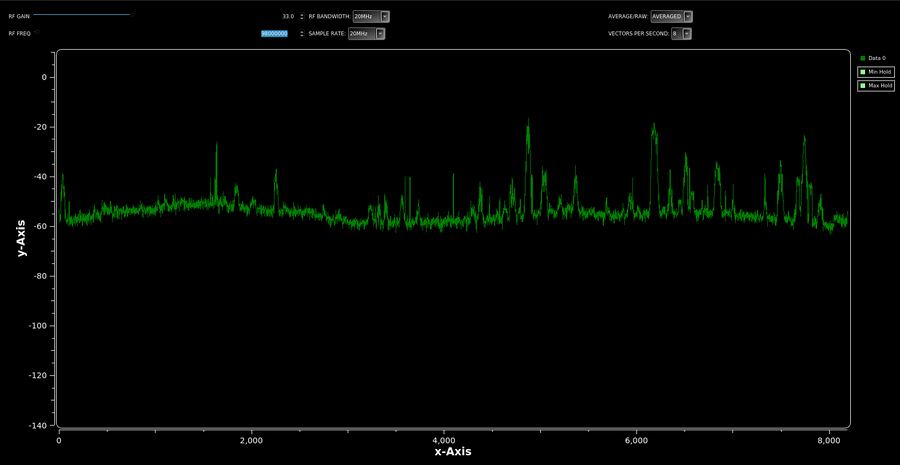 RF GAIN 33.0 RF BANDWIDTH: 20MHz AVERAGE/RAW: AVERAGED
RF FREQ 98000000 SAMPLE RATE: 20MHz VECTORS PER SECOND: 8
Data 0
Min Hold
Max Hold
0
-20
-40
-60
-80
-100
-120
-140
y-Axis
0 2,000 4,000 6,000 8,000
x-Axis